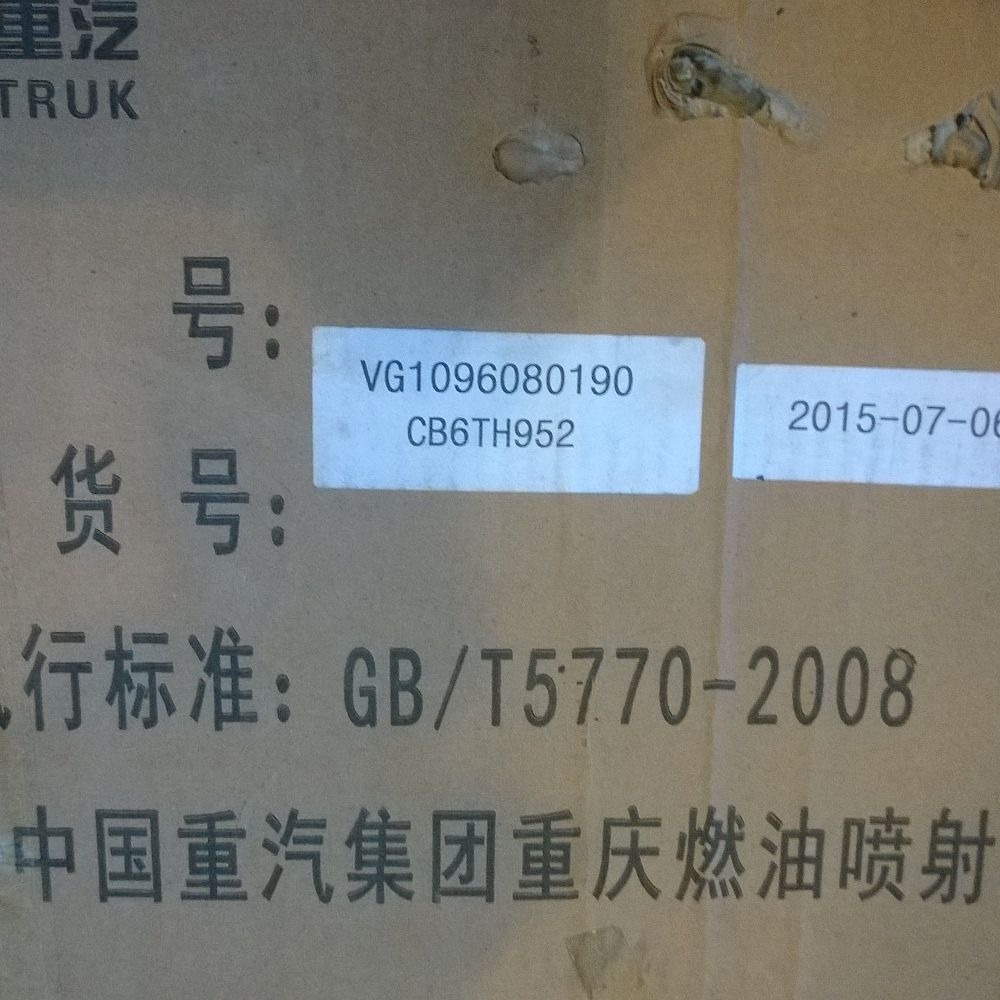 重汽
TRUK
号:
VG1096080190
CB6TH952
2015-07-06
货号:
行标准: GB/T5770-2008
中国重汽集团重庆燃油喷射